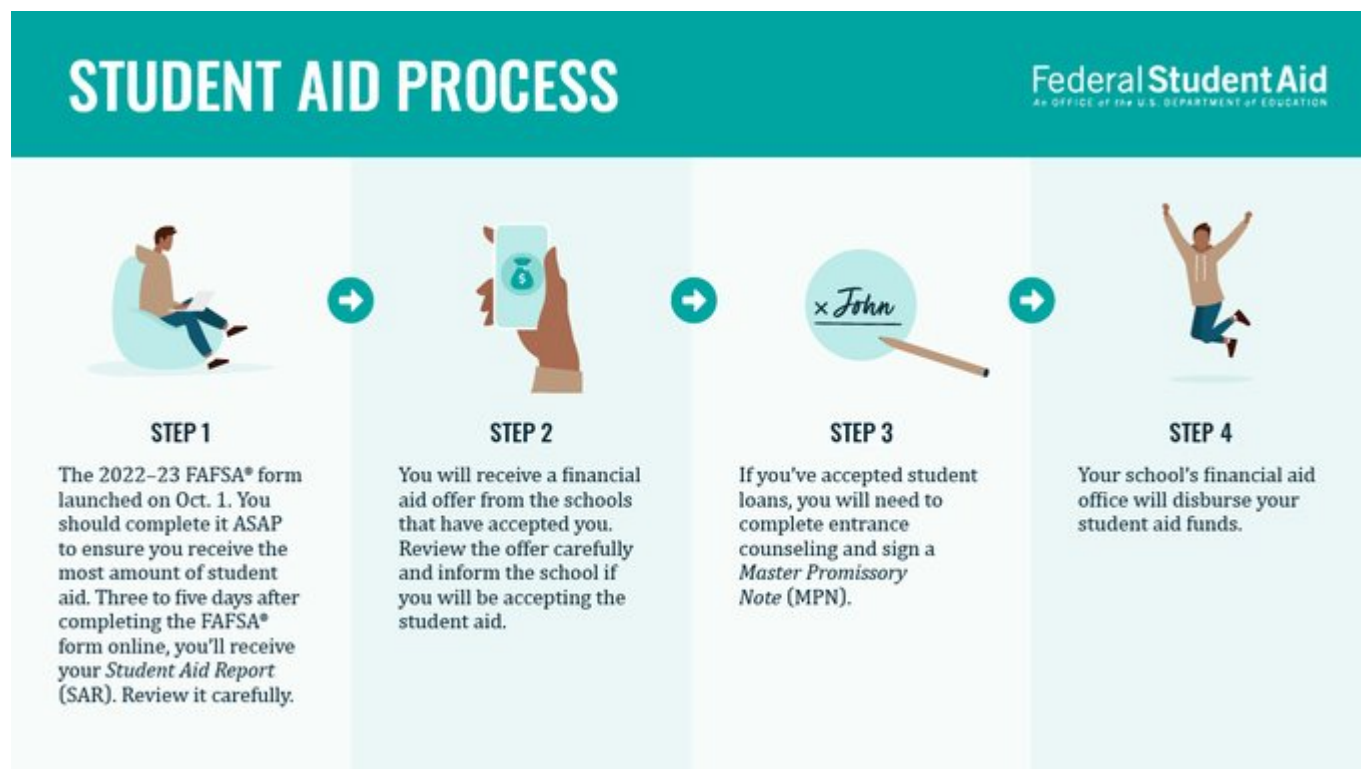 STUDENT AID PROCESS
Federal Student Aid
An OFFICE of the U.S. DEPARTMENT of EDUCATION
$
x John
STEP 1
The 2022–23 FAFSA® form
launched on Oct. 1. You
should complete it ASAP
to ensure you receive the
most amount of student
aid. Three to five days after
completing the FAFSA®
form online, you'll receive
your Student Aid Report
(SAR). Review it carefully.
STEP 2
You will receive a financial
aid offer from the schools
that have accepted you.
Review the offer carefully
and inform the school if
you will be accepting the
student aid.
STEP 3
If you've accepted student
loans, you will need to
complete entrance
counseling and sign a
Master Promissory
Note (MPN).
STEP 4
Your school's financial aid
office will disburse your
student aid funds.